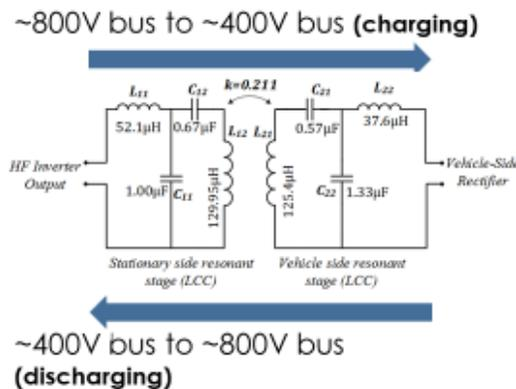 ~800V bus to ~400V bus (charging)
L₁₁
C₁₂
k=0.211
C₂₁
L₂₂
52.1μH
0.67μF
L₁₂
L₂₁
0.57μF
37.6μH
HF Inverter
Output
1.00μF
C₁₁
129.95μH
125.4μH
C₂₂
1.33μF
Vehicle-Side
Rectifier
Stationary side resonant
stage (LCC)
Vehicle side resonant
stage (LCC)
~400V bus to ~800V bus
(discharging)